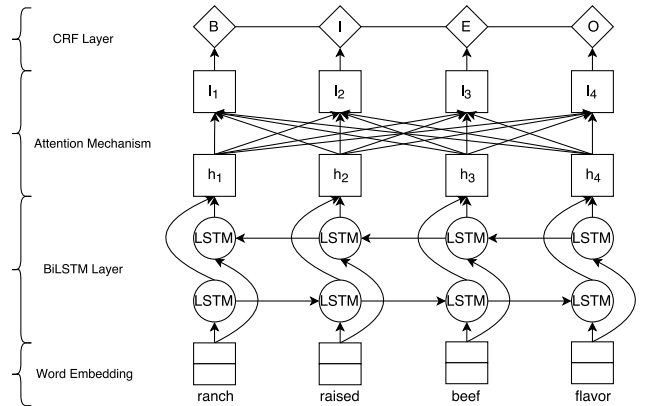 CRF Layer
B I E O
l1 l2 l3 l4
Attention Mechanism
h1 h2 h3 h4
LSTM LSTM LSTM LSTM
BiLSTM Layer
LSTM LSTM LSTM LSTM
Word Embedding
ranch raised beef flavor